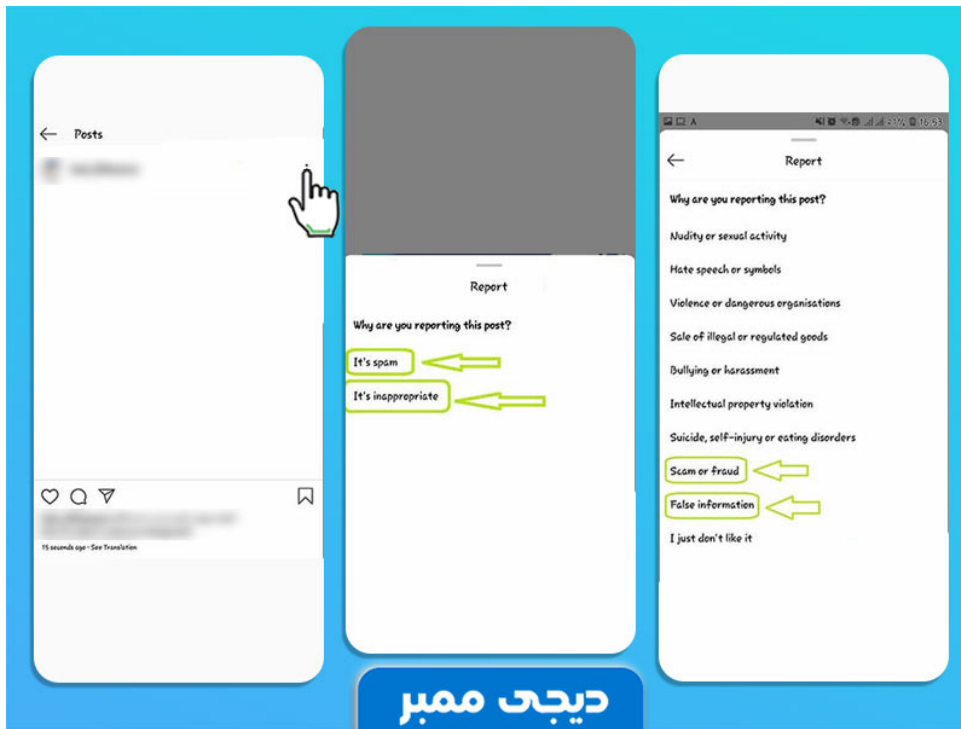 Posts
15 seconds ago · See Translation
Report
Why are you reporting this post?
It's spam
It's inappropriate
16:53
Report
Why are you reporting this post?
Nudity or sexual activity
Hate speech or symbols
Violence or dangerous organisations
Sale of illegal or regulated goods
Bullying or harassment
Intellectual property violation
Suicide, self-injury or eating disorders
Scam or fraud
False information
I just don't like it
دیجی ممبر